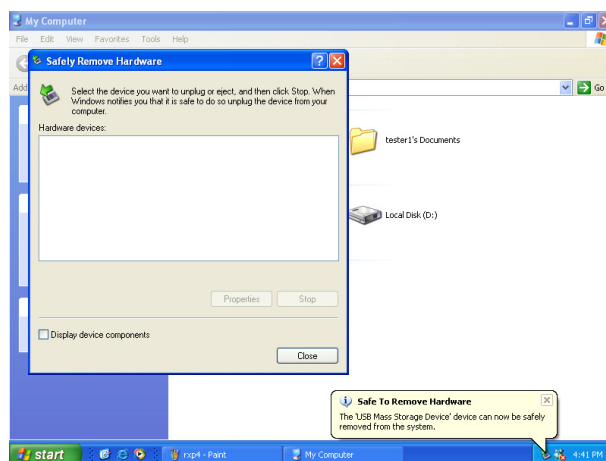 My Computer
File Edit View Favorites Tools Help
Safely Remove Hardware
Add
Go
Select the device you want to unplug or eject, and then click Stop. When
Windows notifies you that it is safe to do so unplug the device from your
computer.
Hardware devices:
tester1's Documents
Local Disk (D:)
Properties Stop
Display device components
Close
Safe To Remove Hardware
The 'USB Mass Storage Device' device can now be safely
removed from the system.
start
rxp4 - Paint
My Computer
4:41 PM